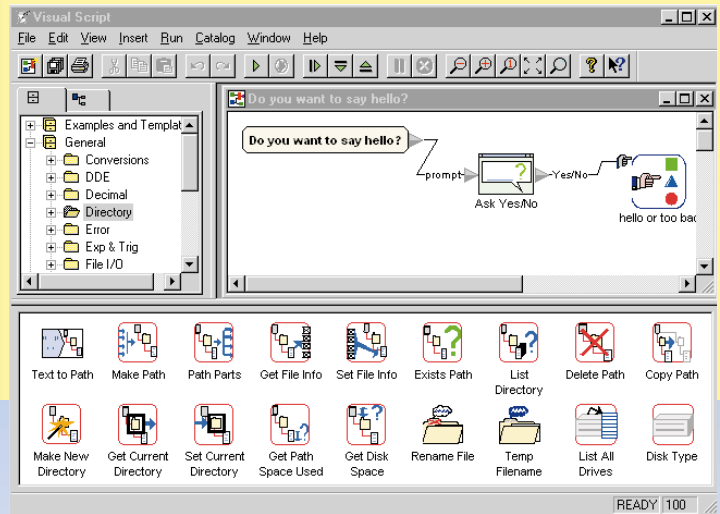 Visual Script
File Edit View Insert Run Catalog Window Help
Do you want to say hello?
Examples and Templat
General
Conversions
DDE
Decimal
Directory
Error
Exp & Trig
File I/O
Do you want to say hello?
prompt
Yes/No
Ask Yes/No
hello or too bac
Text to Path
Make Path
Path Parts
Get File Info
Set File Info
Exists Path
List
Directory
Delete Path
Copy Path
Make New
Directory
Get Current
Directory
Set Current
Directory
Get Path
Space Used
Get Disk
Space
Rename File
Temp
Filename
List All
Drives
Disk Type
READY 100